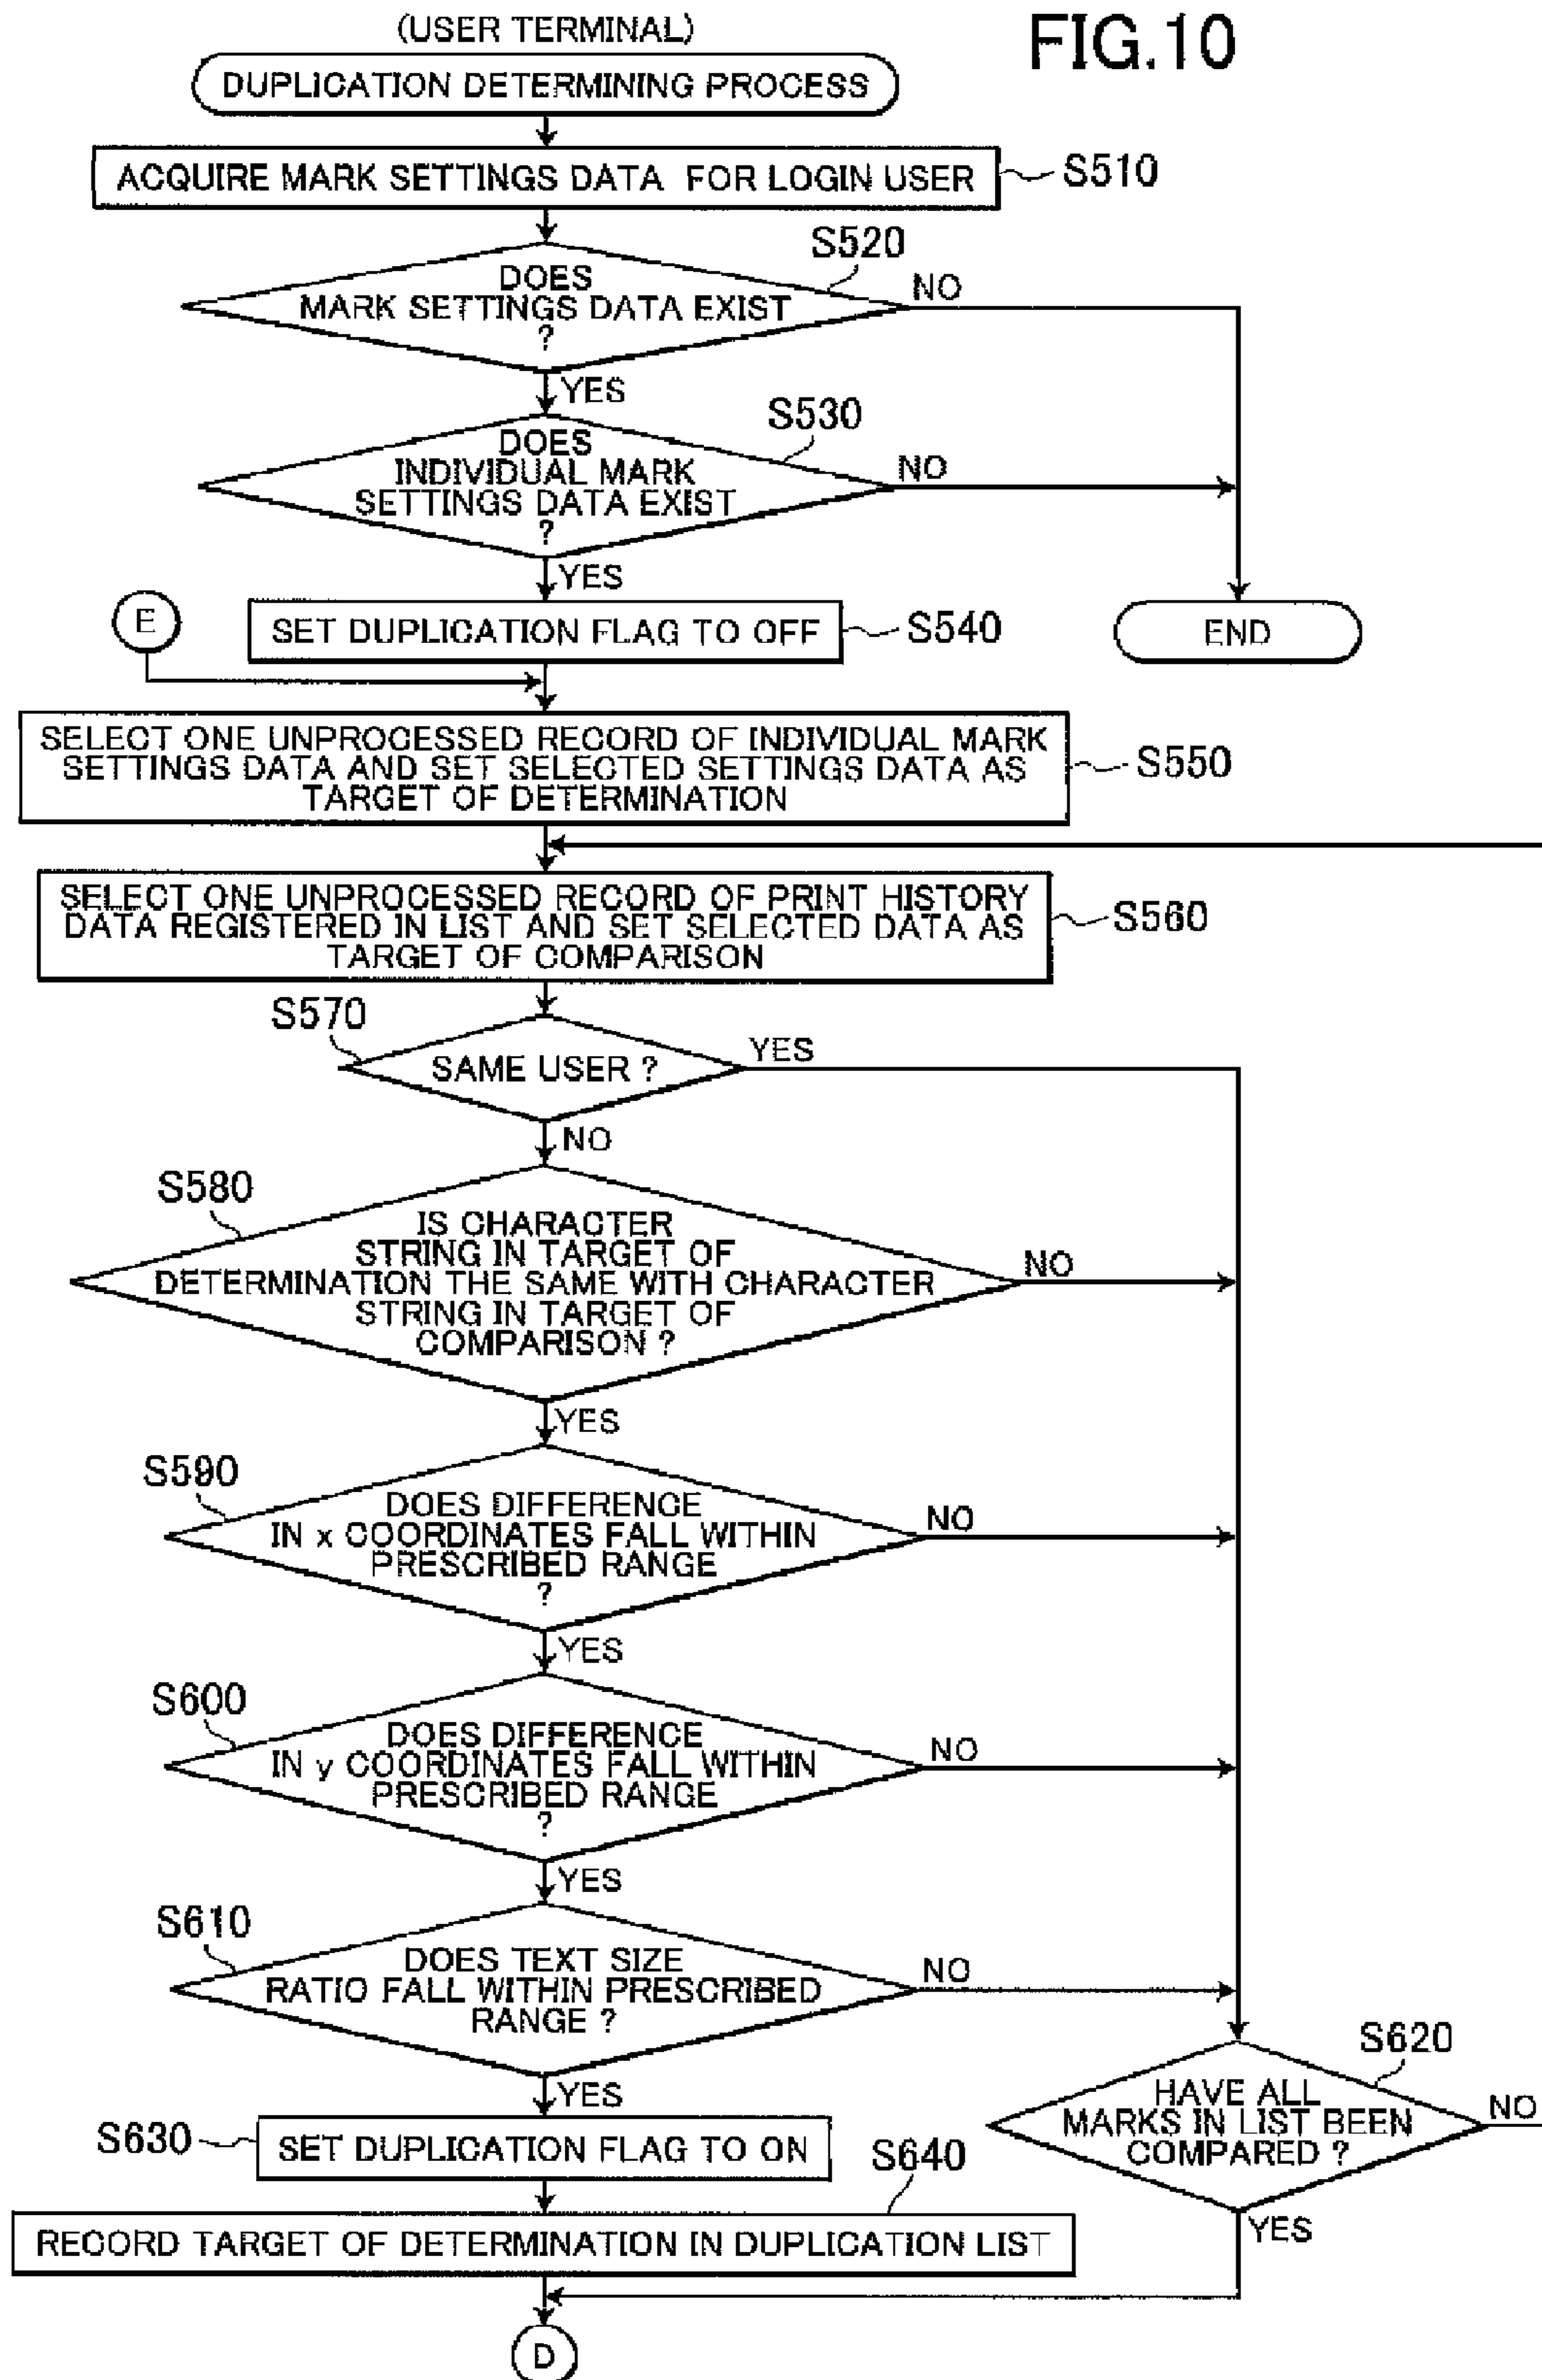 (USER TERMINAL)
FIG.10
DUPLICATION DETERMINING PROCESS
ACQUIRE MARK SETTINGS DATA FOR LOGIN USER
S510
S520
DOES
MARK SETTINGS DATA EXIST
?
NO
YES
S530
DOES
INDIVIDUAL MARK
SETTINGS DATA EXIST
?
NO
YES
E
SET DUPLICATION FLAG TO OFF
S540
END
SELECT ONE UNPROCESSED RECORD OF INDIVIDUAL MARK
SETTINGS DATA AND SET SELECTED SETTINGS DATA AS
TARGET OF DETERMINATION
S550
SELECT ONE UNPROCESSED RECORD OF PRINT HISTORY
DATA REGISTERED IN LIST AND SET SELECTED DATA AS
TARGET OF COMPARISON
S560
S570
SAME USER ?
YES
NO
S580
IS CHARACTER
STRING IN TARGET OF
DETERMINATION THE SAME WITH CHARACTER
STRING IN TARGET OF
COMPARISON ?
NO
YES
S590
DOES DIFFERENCE
IN x COORDINATES FALL WITHIN
PRESCRIBED RANGE
?
NO
YES
S600
DOES DIFFERENCE
IN y COORDINATES FALL WITHIN
PRESCRIBED RANGE
?
NO
YES
S610
DOES TEXT SIZE
RATIO FALL WITHIN PRESCRIBED
RANGE ?
NO
YES
S620
HAVE ALL
MARKS IN LIST BEEN
COMPARED ?
NO
YES
S630
SET DUPLICATION FLAG TO ON
S640
RECORD TARGET OF DETERMINATION IN DUPLICATION LIST
D